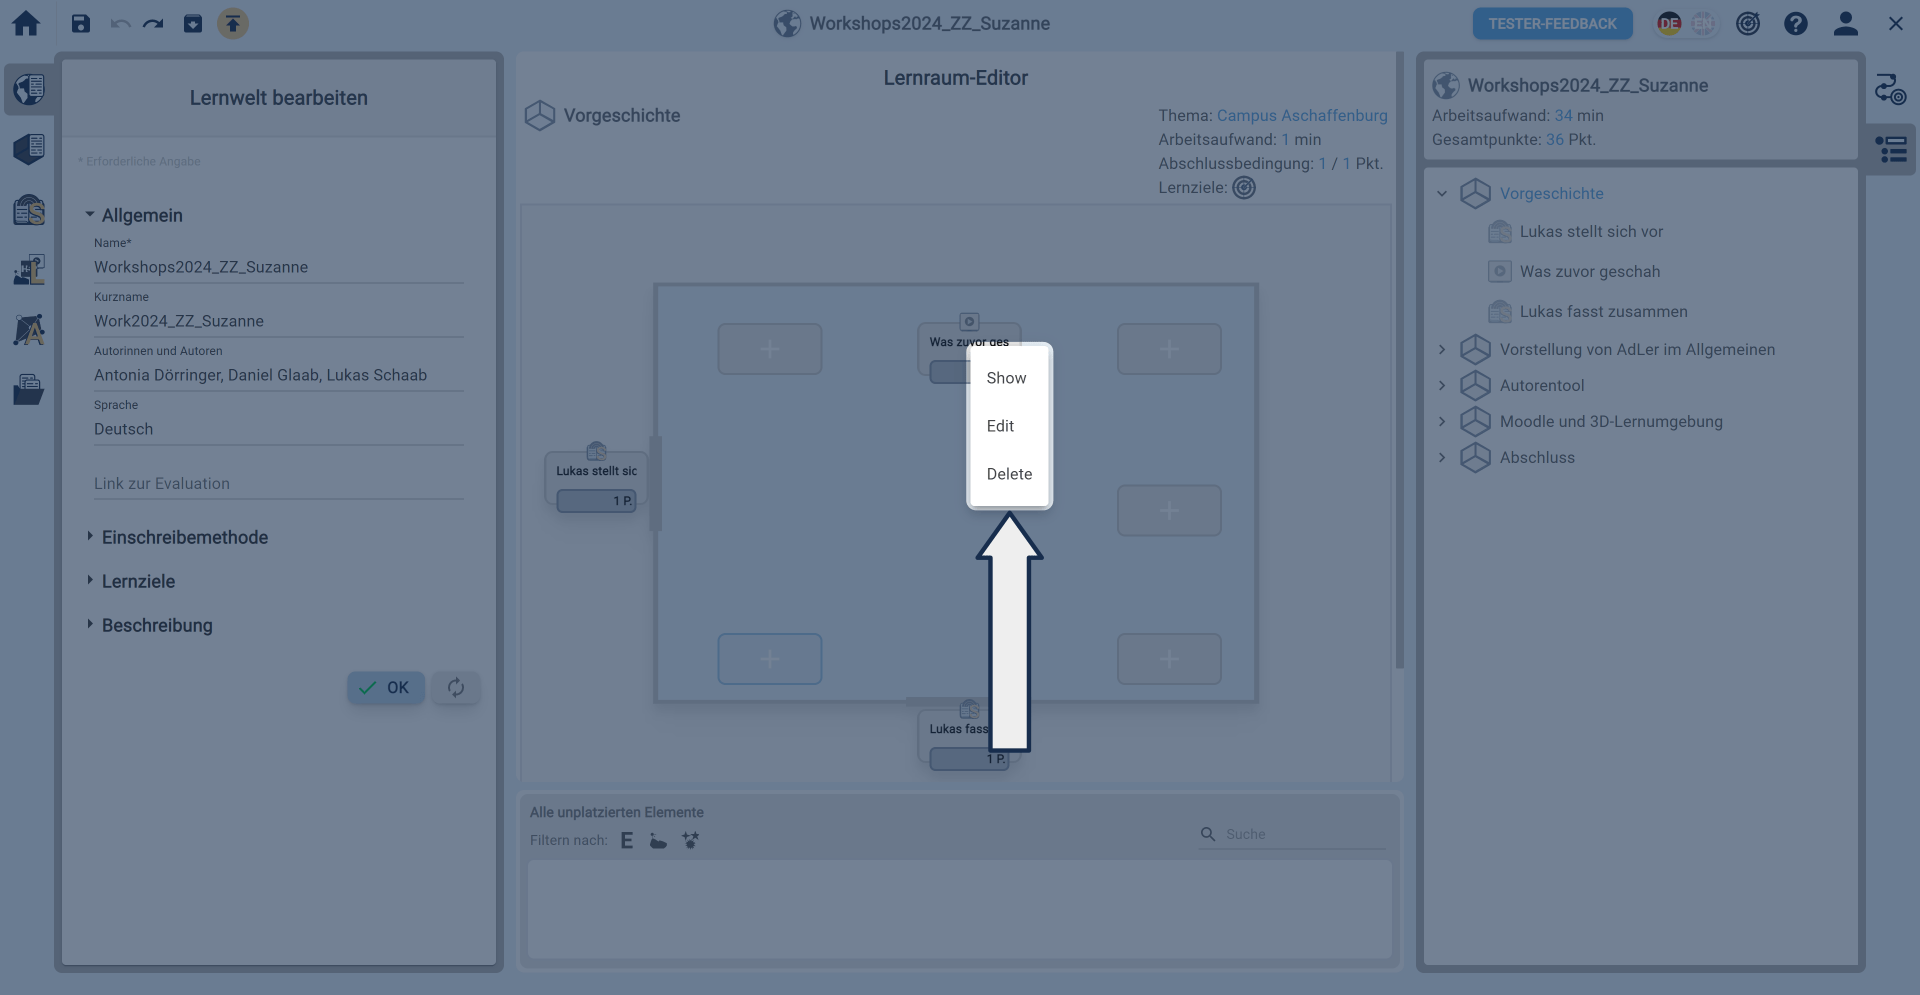 Workshops2024_ZZ_Suzanne
TESTER-FEEDBACK
DE
EN
Lernwelt bearbeiten
* Erforderliche Angabe
Allgemein
Name*
Workshops2024_ZZ_Suzanne
Kurzname
Work2024_ZZ_Suzanne
Autorinnen und Autoren
Antonia Dörringer, Daniel Glaab, Lukas Schaab
Sprache
Deutsch
Link zur Evaluation
Einschreibemethode
Lernziele
Beschreibung
OK
Lernraum-Editor
Vorgeschichte
Thema: Campus Aschaffenburg
Arbeitsaufwand: 1 min
Abschlussbedingung: 1 / 1 Pkt.
Lernziele:
Was zuvor ges
Show
Edit
Delete
Lukas stellt sic
1 P.
Lukas fass
1 P.
Alle unplatzierten Elemente
Filtern nach: E
Suche
Workshops2024_ZZ_Suzanne
Arbeitsaufwand: 34 min
Gesamtpunkte: 36 Pkt.
Vorgeschichte
Lukas stellt sich vor
Was zuvor geschah
Lukas fasst zusammen
Vorstellung von AdLer im Allgemeinen
Autorentool
Moodle und 3D-Lernumgebung
Abschluss